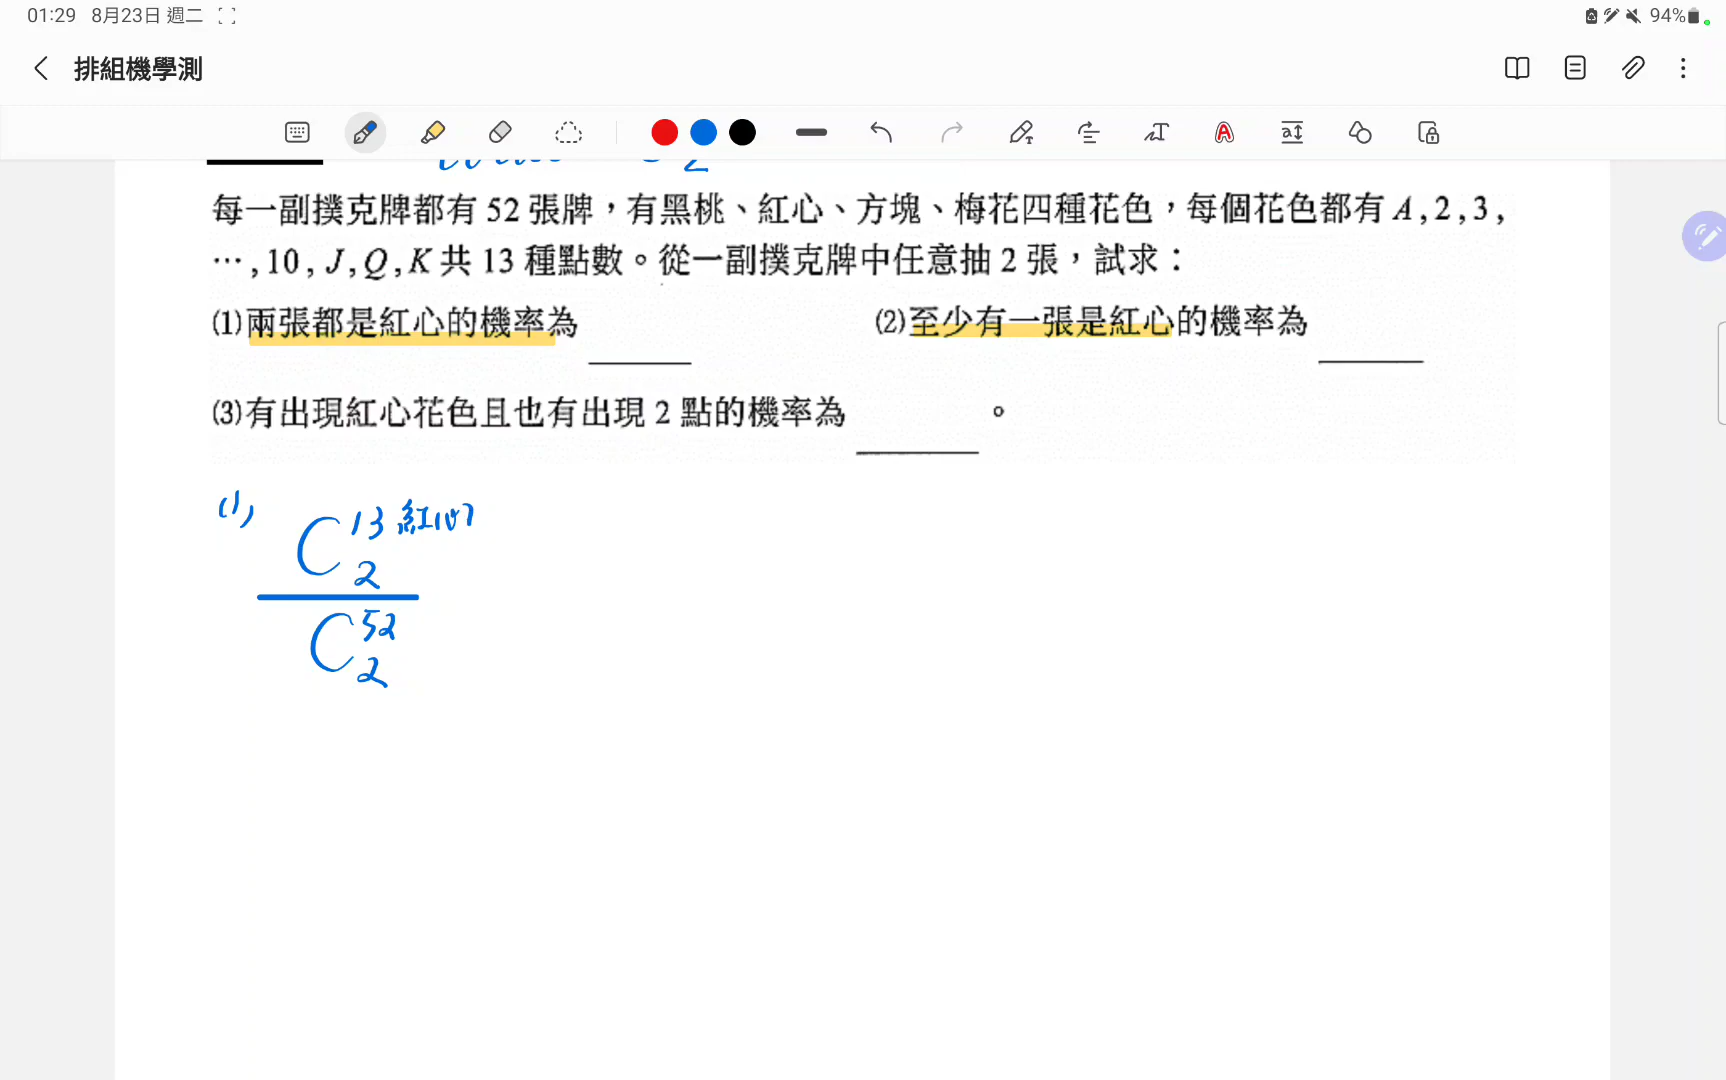 01:29 8月23日 週二 94%
排組機學測
每一副撲克牌都有 52 張牌，有黑桃、紅心、方塊、梅花四種花色，每個花色都有 A , 2 , 3 ,
⋯ , 10 , J , Q , K 共 13 種點數。從一副撲克牌中任意抽 2 張，試求：
(1)兩張都是紅心的機率為 (2)至少有一張是紅心的機率為
(3)有出現紅心花色且也有出現 2 點的機率為 。
(1) C 13 紅心
2
C 52
2